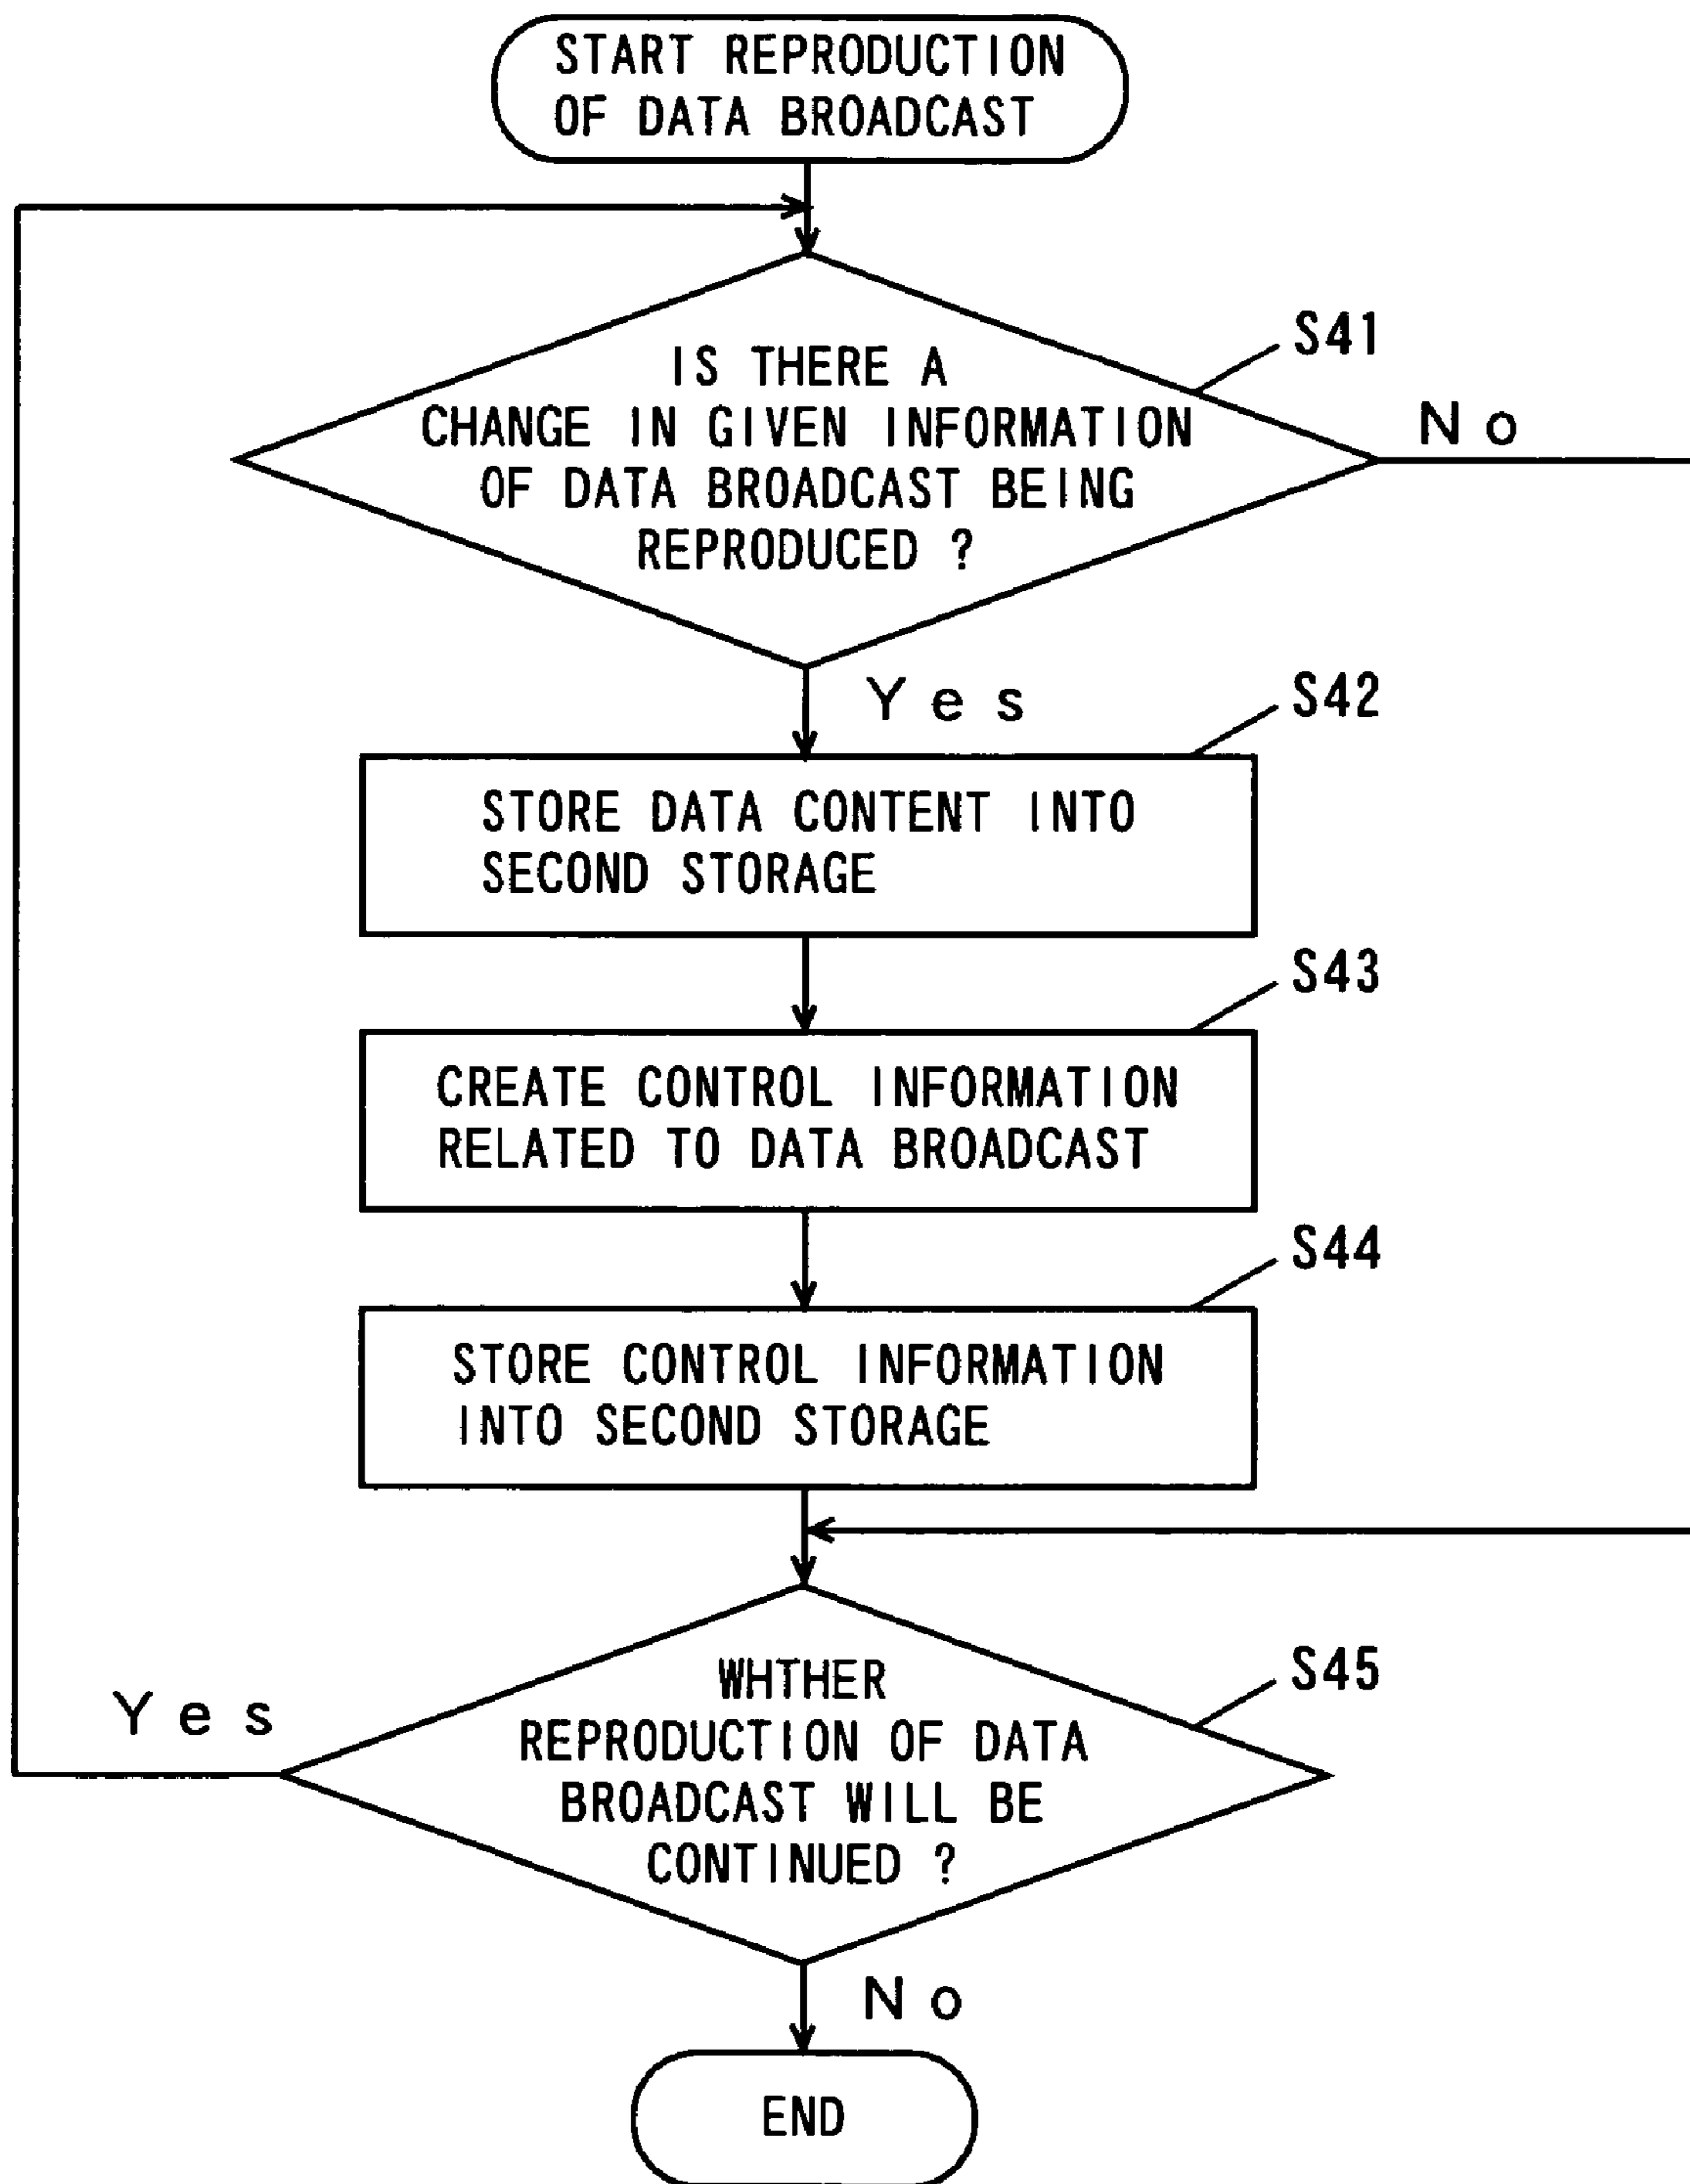 START REPRODUCTION
OF DATA BROADCAST
S41
IS THERE A
CHANGE IN GIVEN INFORMATION
OF DATA BROADCAST BEING
REPRODUCED ?
No
Yes
S42
STORE DATA CONTENT INTO
SECOND STORAGE
S43
CREATE CONTROL INFORMATION
RELATED TO DATA BROADCAST
S44
STORE CONTROL INFORMATION
INTO SECOND STORAGE
S45
WHTHER
REPRODUCTION OF DATA
BROADCAST WILL BE
CONTINUED ?
Yes
No
END